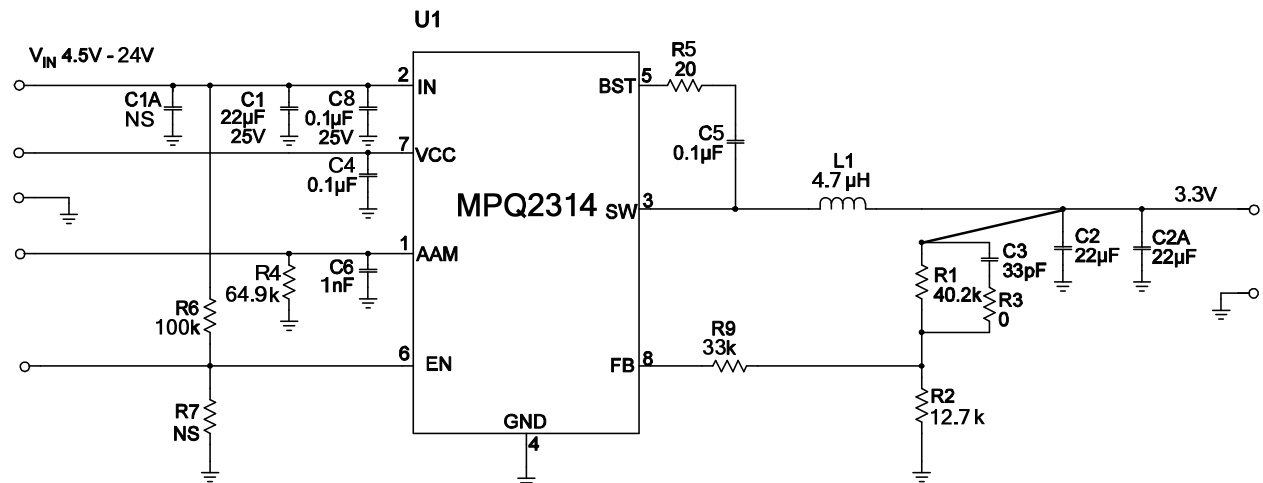 U1
VIN 4.5V - 24V
C1A
NS
C1
22µF
25V
C8
0.1µF
25V
2
IN
BST
5
R5
20
C5
0.1µF
7
VCC
C4
0.1µF
MPQ2314
SW
3
L1
4.7 µH
3.3V
1
AAM
R4
64.9k
C6
1nF
C3
33pF
R1
40.2k
R3
0
C2
22µF
C2A
22µF
R6
100k
6
EN
FB
8
R9
33k
R7
NS
GND
4
R2
12.7 k